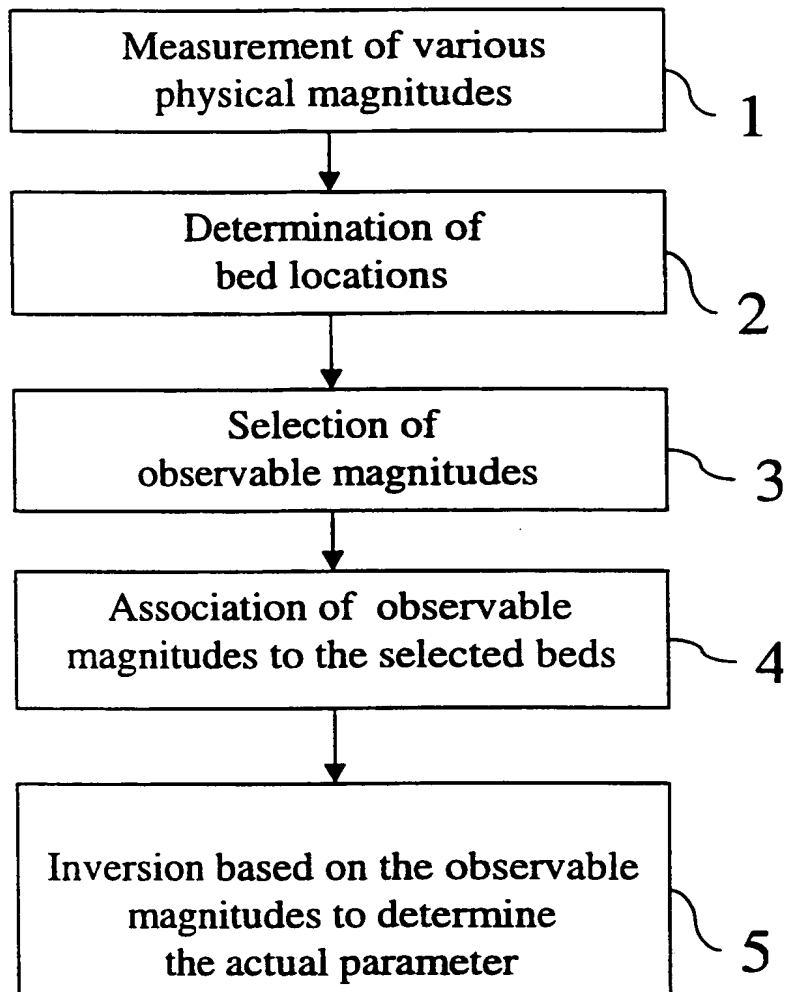 Measurement of various
physical magnitudes
1
Determination of
bed locations
2
Selection of
observable magnitudes
3
Association of observable
magnitudes to the selected beds
4
Inversion based on the observable
magnitudes to determine
the actual parameter
5